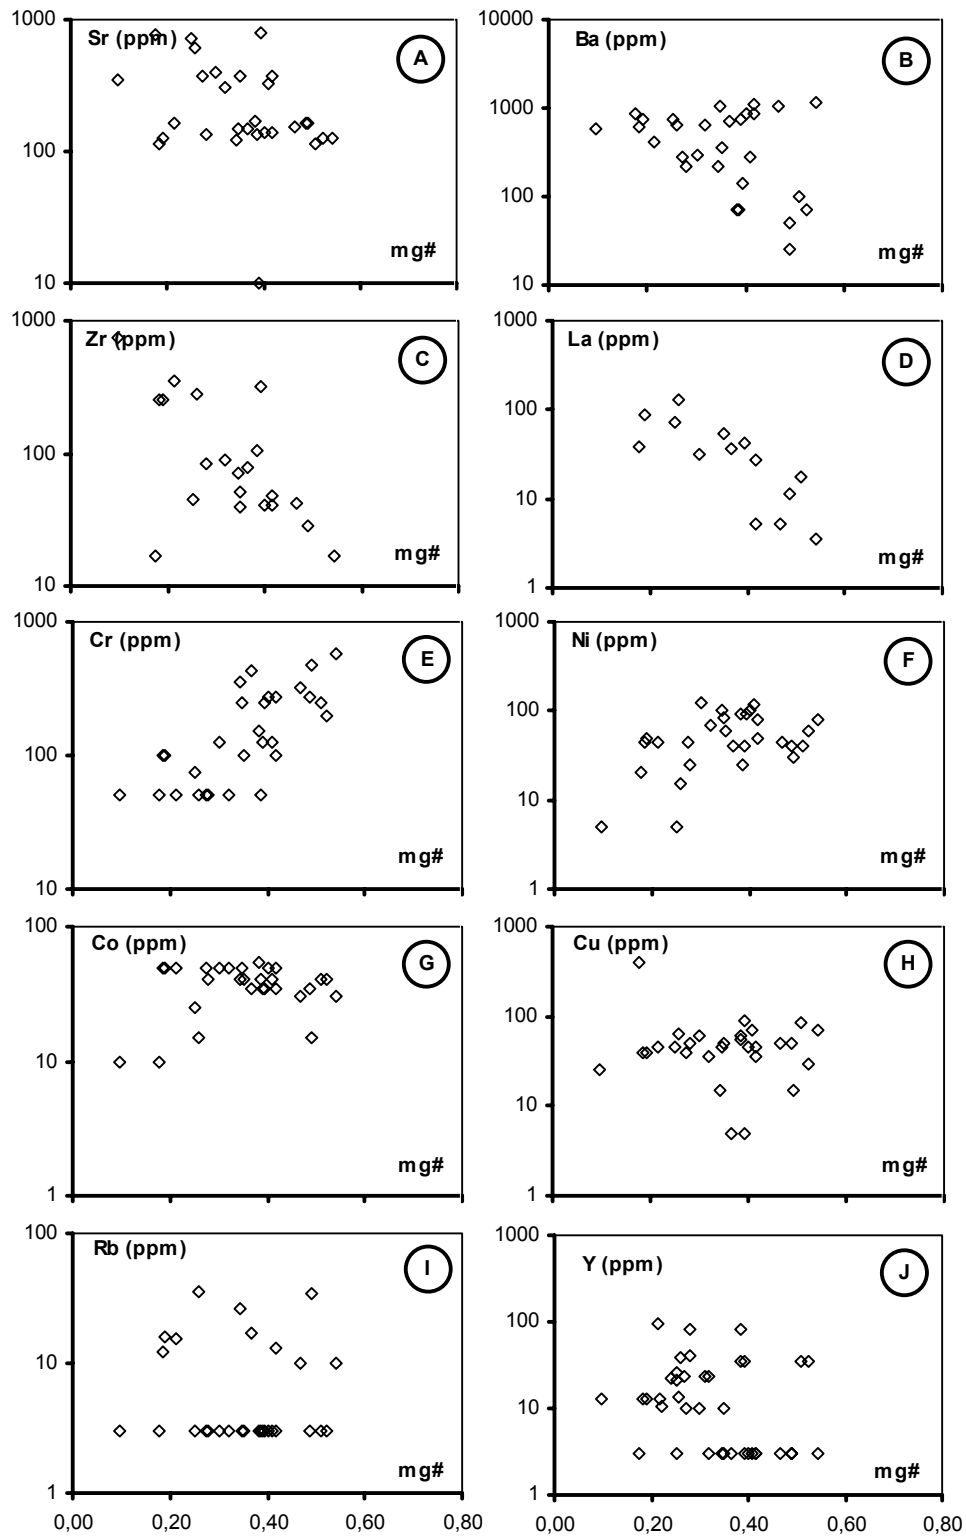 1000
Sr (ppm)
A
100
mg#
10
10000
Ba (ppm)
B
1000
100
mg#
10
1000
Zr (ppm)
C
100
mg#
10
1000
La (ppm)
D
100
10
mg#
1
1000
Cr (ppm)
E
100
mg#
10
1000
Ni (ppm)
F
100
10
mg#
1
100
Co (ppm)
G
10
mg#
1
1000
Cu (ppm)
H
100
10
mg#
1
100
Rb (ppm)
I
10
mg#
1
0,00 0,20 0,40 0,60 0,80
1000
Y (ppm)
J
100
10
mg#
1
0,00 0,20 0,40 0,60 0,80